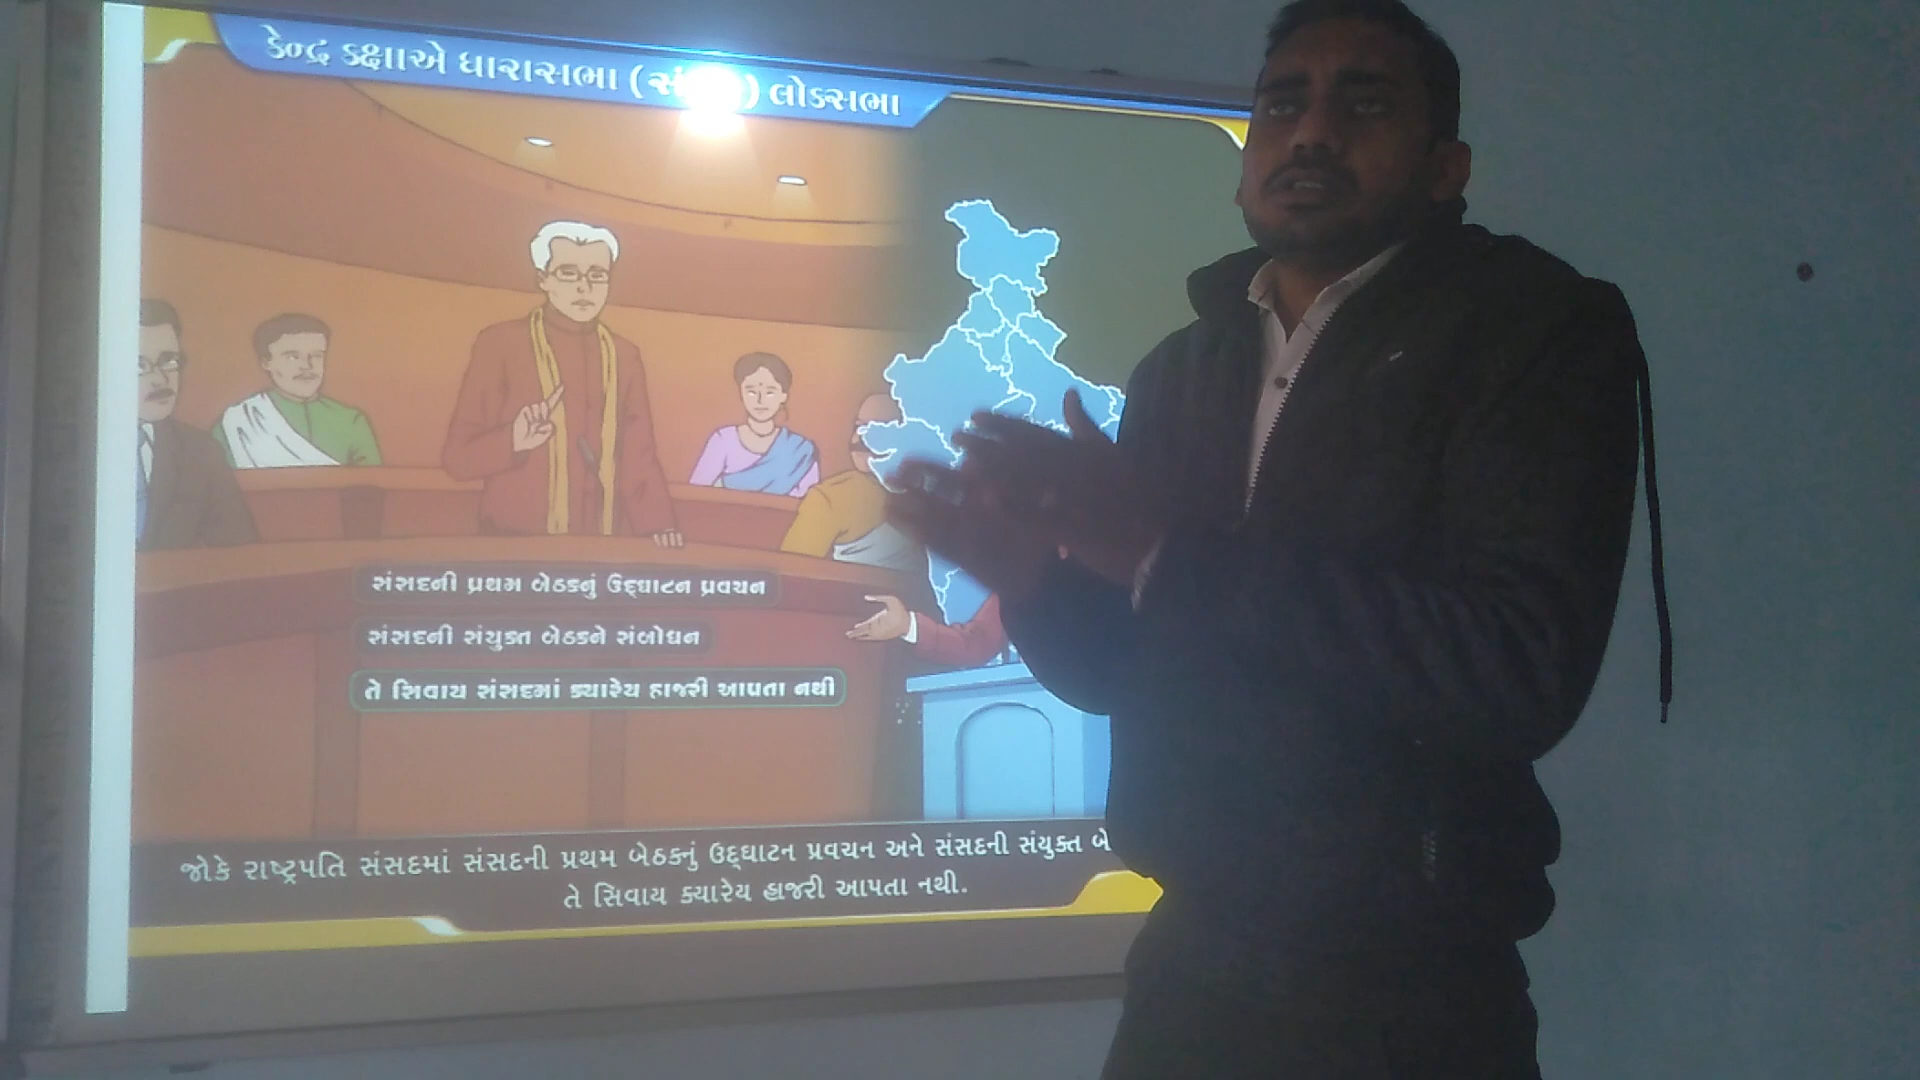 કેન્દ્ર કક્ષાએ ધારાસભા ( ) લોકસભા
સંસદની પ્રથમ બેઠકનું ઉદ્‌ઘાટન પ્રવચન
સંસદની સંયુક્ત બેઠકને સંબોધન
તે સિવાય સંસદમાં ક્યારેય હાજરી આપતા નથી
જોકે રાષ્ટ્રપતિ સંસદમાં સંસદની પ્રથમ બેઠકનું ઉદ્‌ઘાટન પ્રવચન અને સંસદની સંયુક્ત
તે સિવાય ક્યારેય હાજરી આપતા નથી.